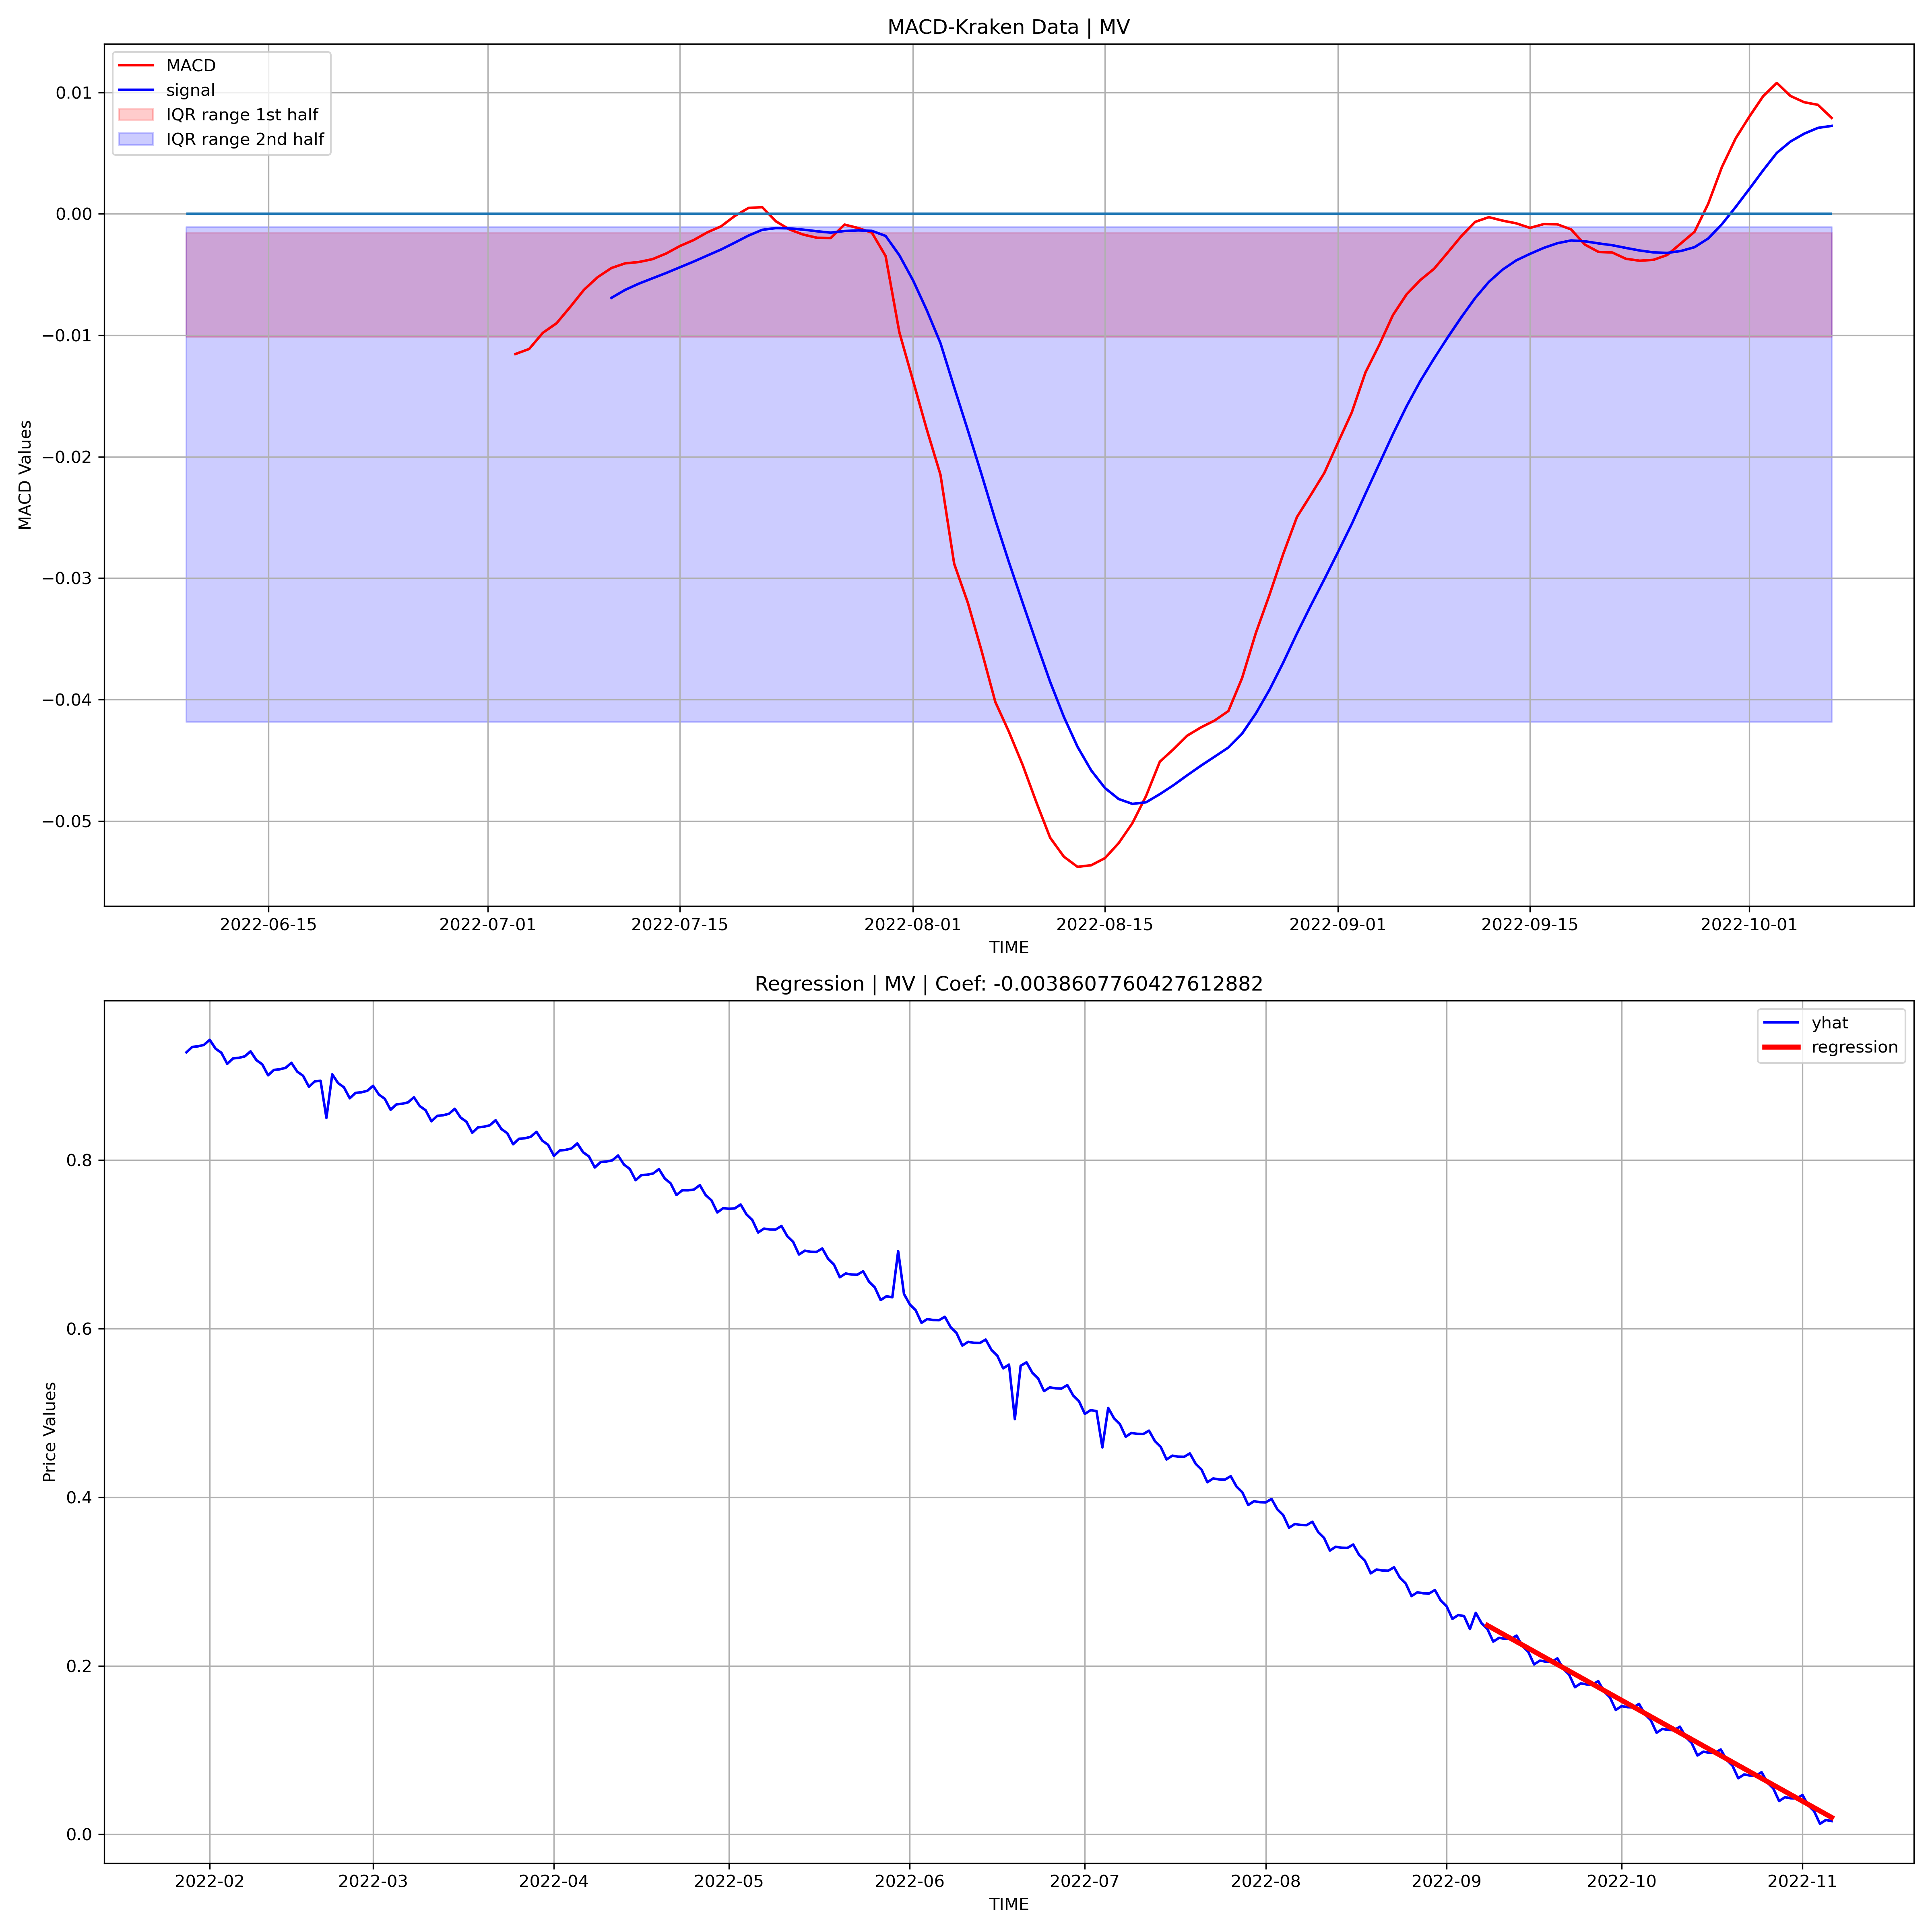 MACD-Kraken Data | MV
MACD
signal
IQR range 1st half
IQR range 2nd half
MACD Values
0.01
0.00
−0.01
−0.02
−0.03
−0.04
−0.05
2022-06-15 2022-07-01 2022-07-15 2022-08-01 2022-08-15 2022-09-01 2022-09-15 2022-10-01
TIME
Regression | MV | Coef: -0.0038607760427612882
yhat
regression
Price Values
0.8
0.6
0.4
0.2
0.0
2022-02 2022-03 2022-04 2022-05 2022-06 2022-07 2022-08 2022-09 2022-10 2022-11
TIME